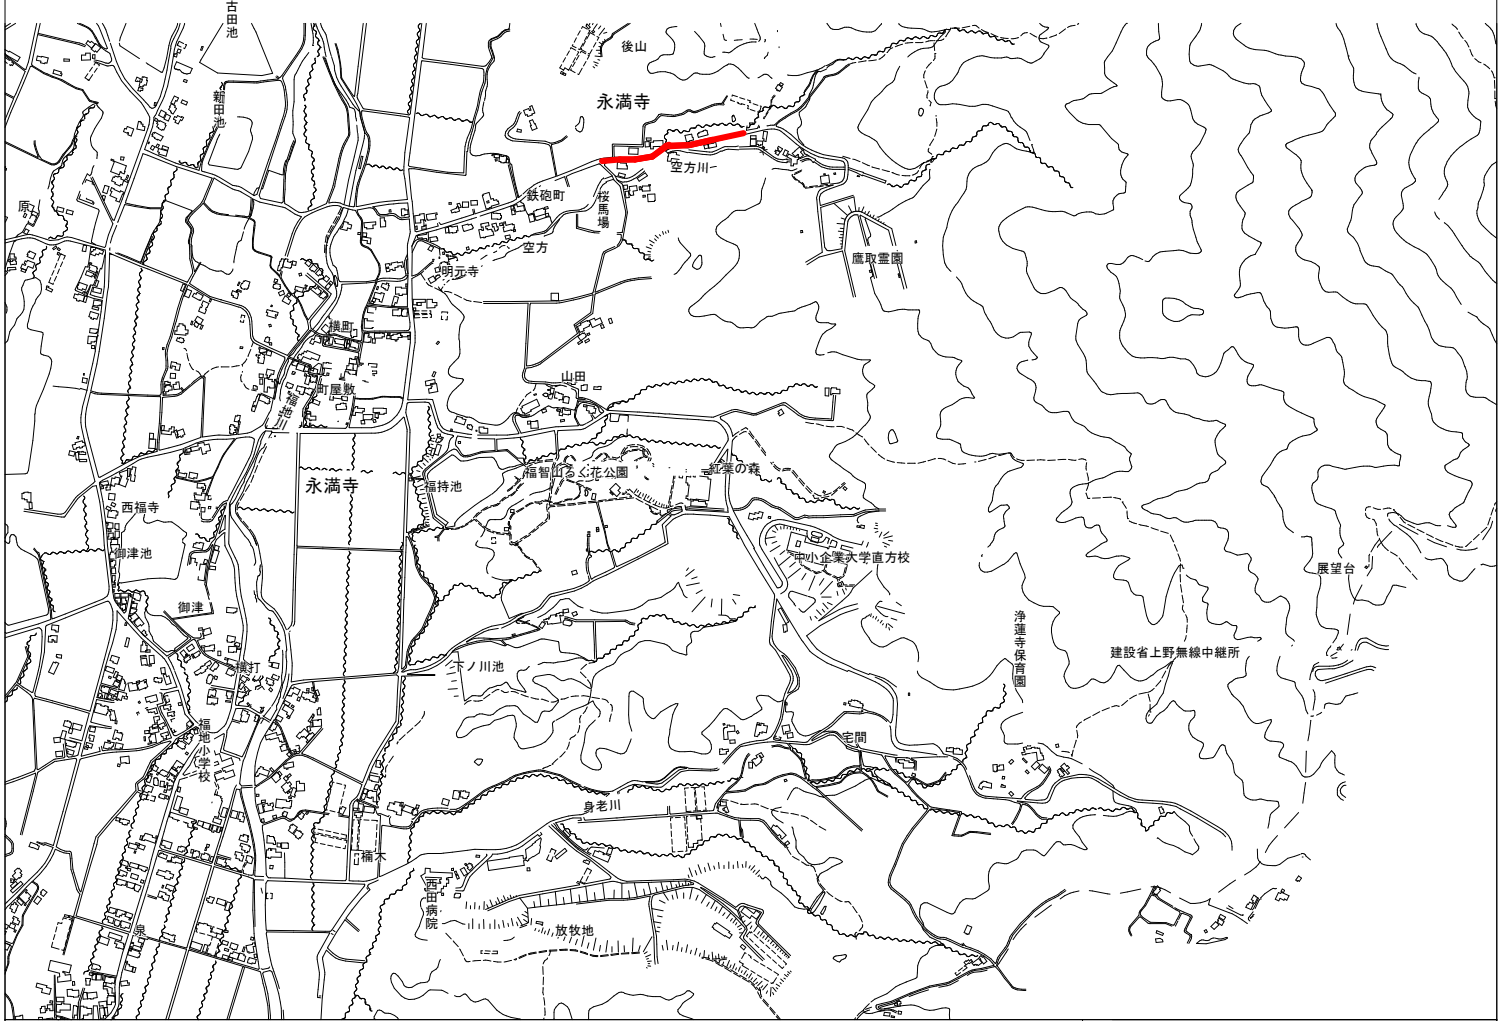 古田池
後山
新田池
永満寺
空方川
鉄砲町
桜馬場
原
空方
明元寺
鷹取霊園
横町
山田
町屋敷
福地
紅葉の森
福智山ろく花公園
永満寺
福持池
西福寺
御津池
中小企業大学直方校
展望台
御津
浄蓮寺保育園
建設省上野無線中継所
横打
下ノ川池
福地小学校
宅間
身老川
楠木
西田病院
泉
放牧地